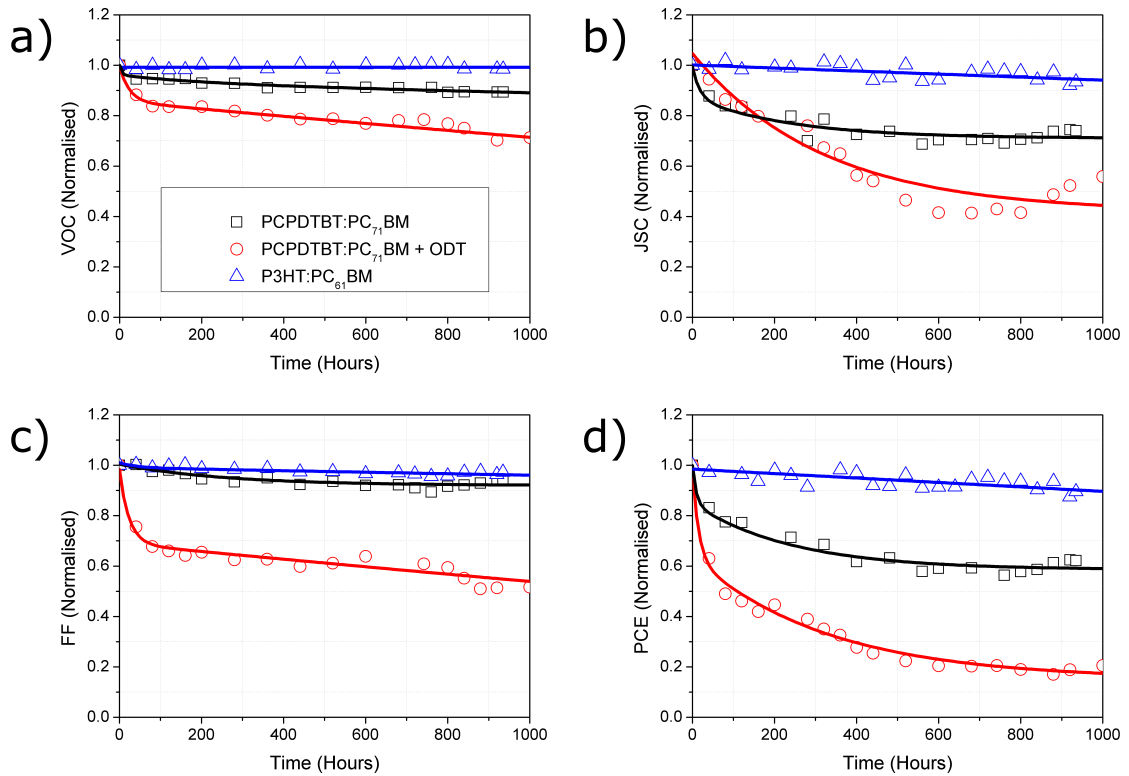 a)
1.2
1.0
0.8
0.6
0.4
0.2
0.0
VOC (Normalised)
PCPDTBT:PC₇₁BM
PCPDTBT:PC₇₁BM + ODT
P3HT:PC₆₁BM
0 200 400 600 800 1000
Time (Hours)
b)
1.2
1.0
0.8
0.6
0.4
0.2
0.0
JSC (Normalised)
0 200 400 600 800 1000
Time (Hours)
c)
1.2
1.0
0.8
0.6
0.4
0.2
0.0
FF (Normalised)
0 200 400 600 800 1000
Time (Hours)
d)
1.2
1.0
0.8
0.6
0.4
0.2
0.0
PCE (Normalised)
0 200 400 600 800 1000
Time (Hours)